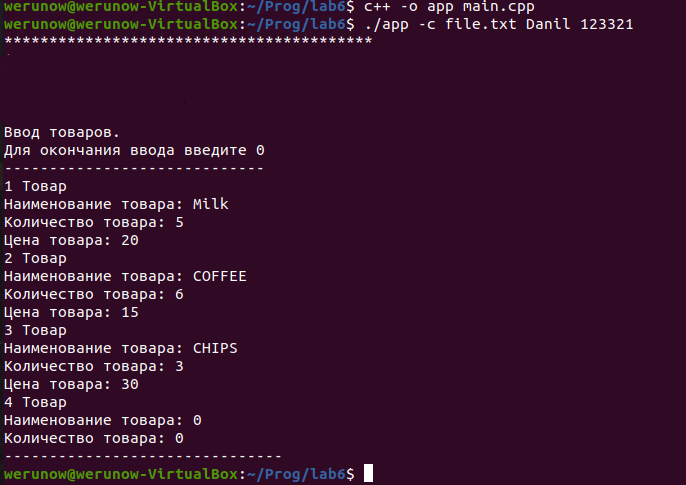 werunow@werunow-VirtualBox:~/Prog/lab6$ c++ -o app main.cpp
werunow@werunow-VirtualBox:~/Prog/lab6$ ./app -c file.txt Danil 123321
*****************************************
Ввод товаров.
Для окончания ввода введите 0
-----------------------------
1 Товар
Наименование товара: Milk
Количество товара: 5
Цена товара: 20
2 Товар
Наименование товара: COFFEE
Количество товара: 6
Цена товара: 15
3 Товар
Наименование товара: CHIPS
Количество товара: 3
Цена товара: 30
4 Товар
Наименование товара: 0
Количество товара: 0
-------------------------------
werunow@werunow-VirtualBox:~/Prog/lab6$